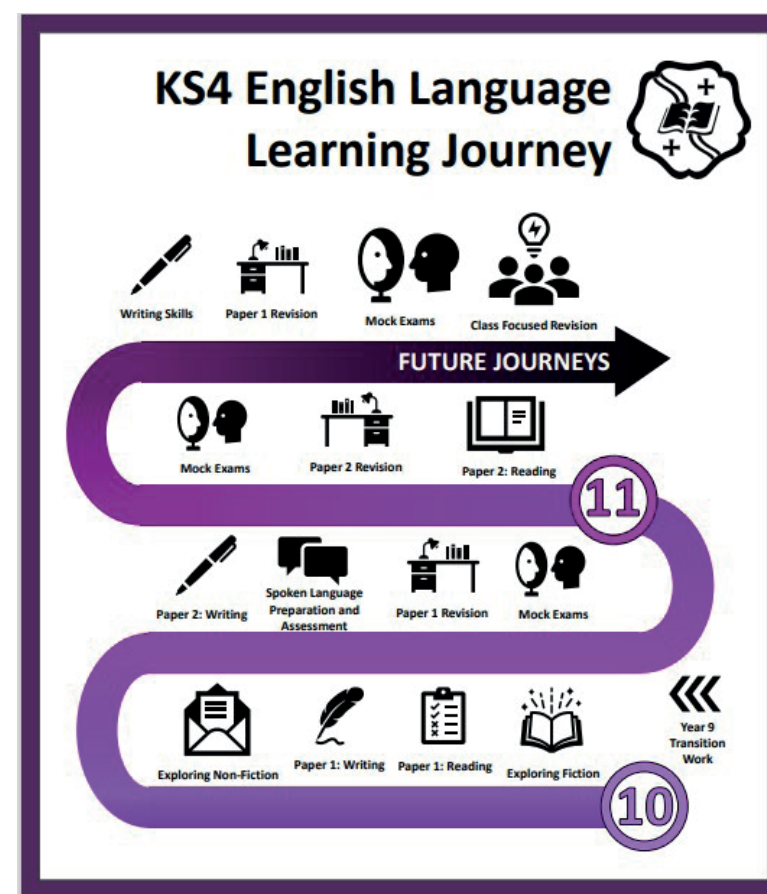 KS4 English Language
Learning Journey
Writing Skills
Paper 1 Revision
Mock Exams
Class Focused Revision
FUTURE JOURNEYS
Mock Exams
Paper 2 Revision
Paper 2: Reading
11
Paper 2: Writing
Spoken Language
Preparation and
Assessment
Paper 1 Revision
Mock Exams
Exploring Non-Fiction
Paper 1: Writing
Paper 1: Reading
Exploring Fiction
Year 9
Transition
Work
10